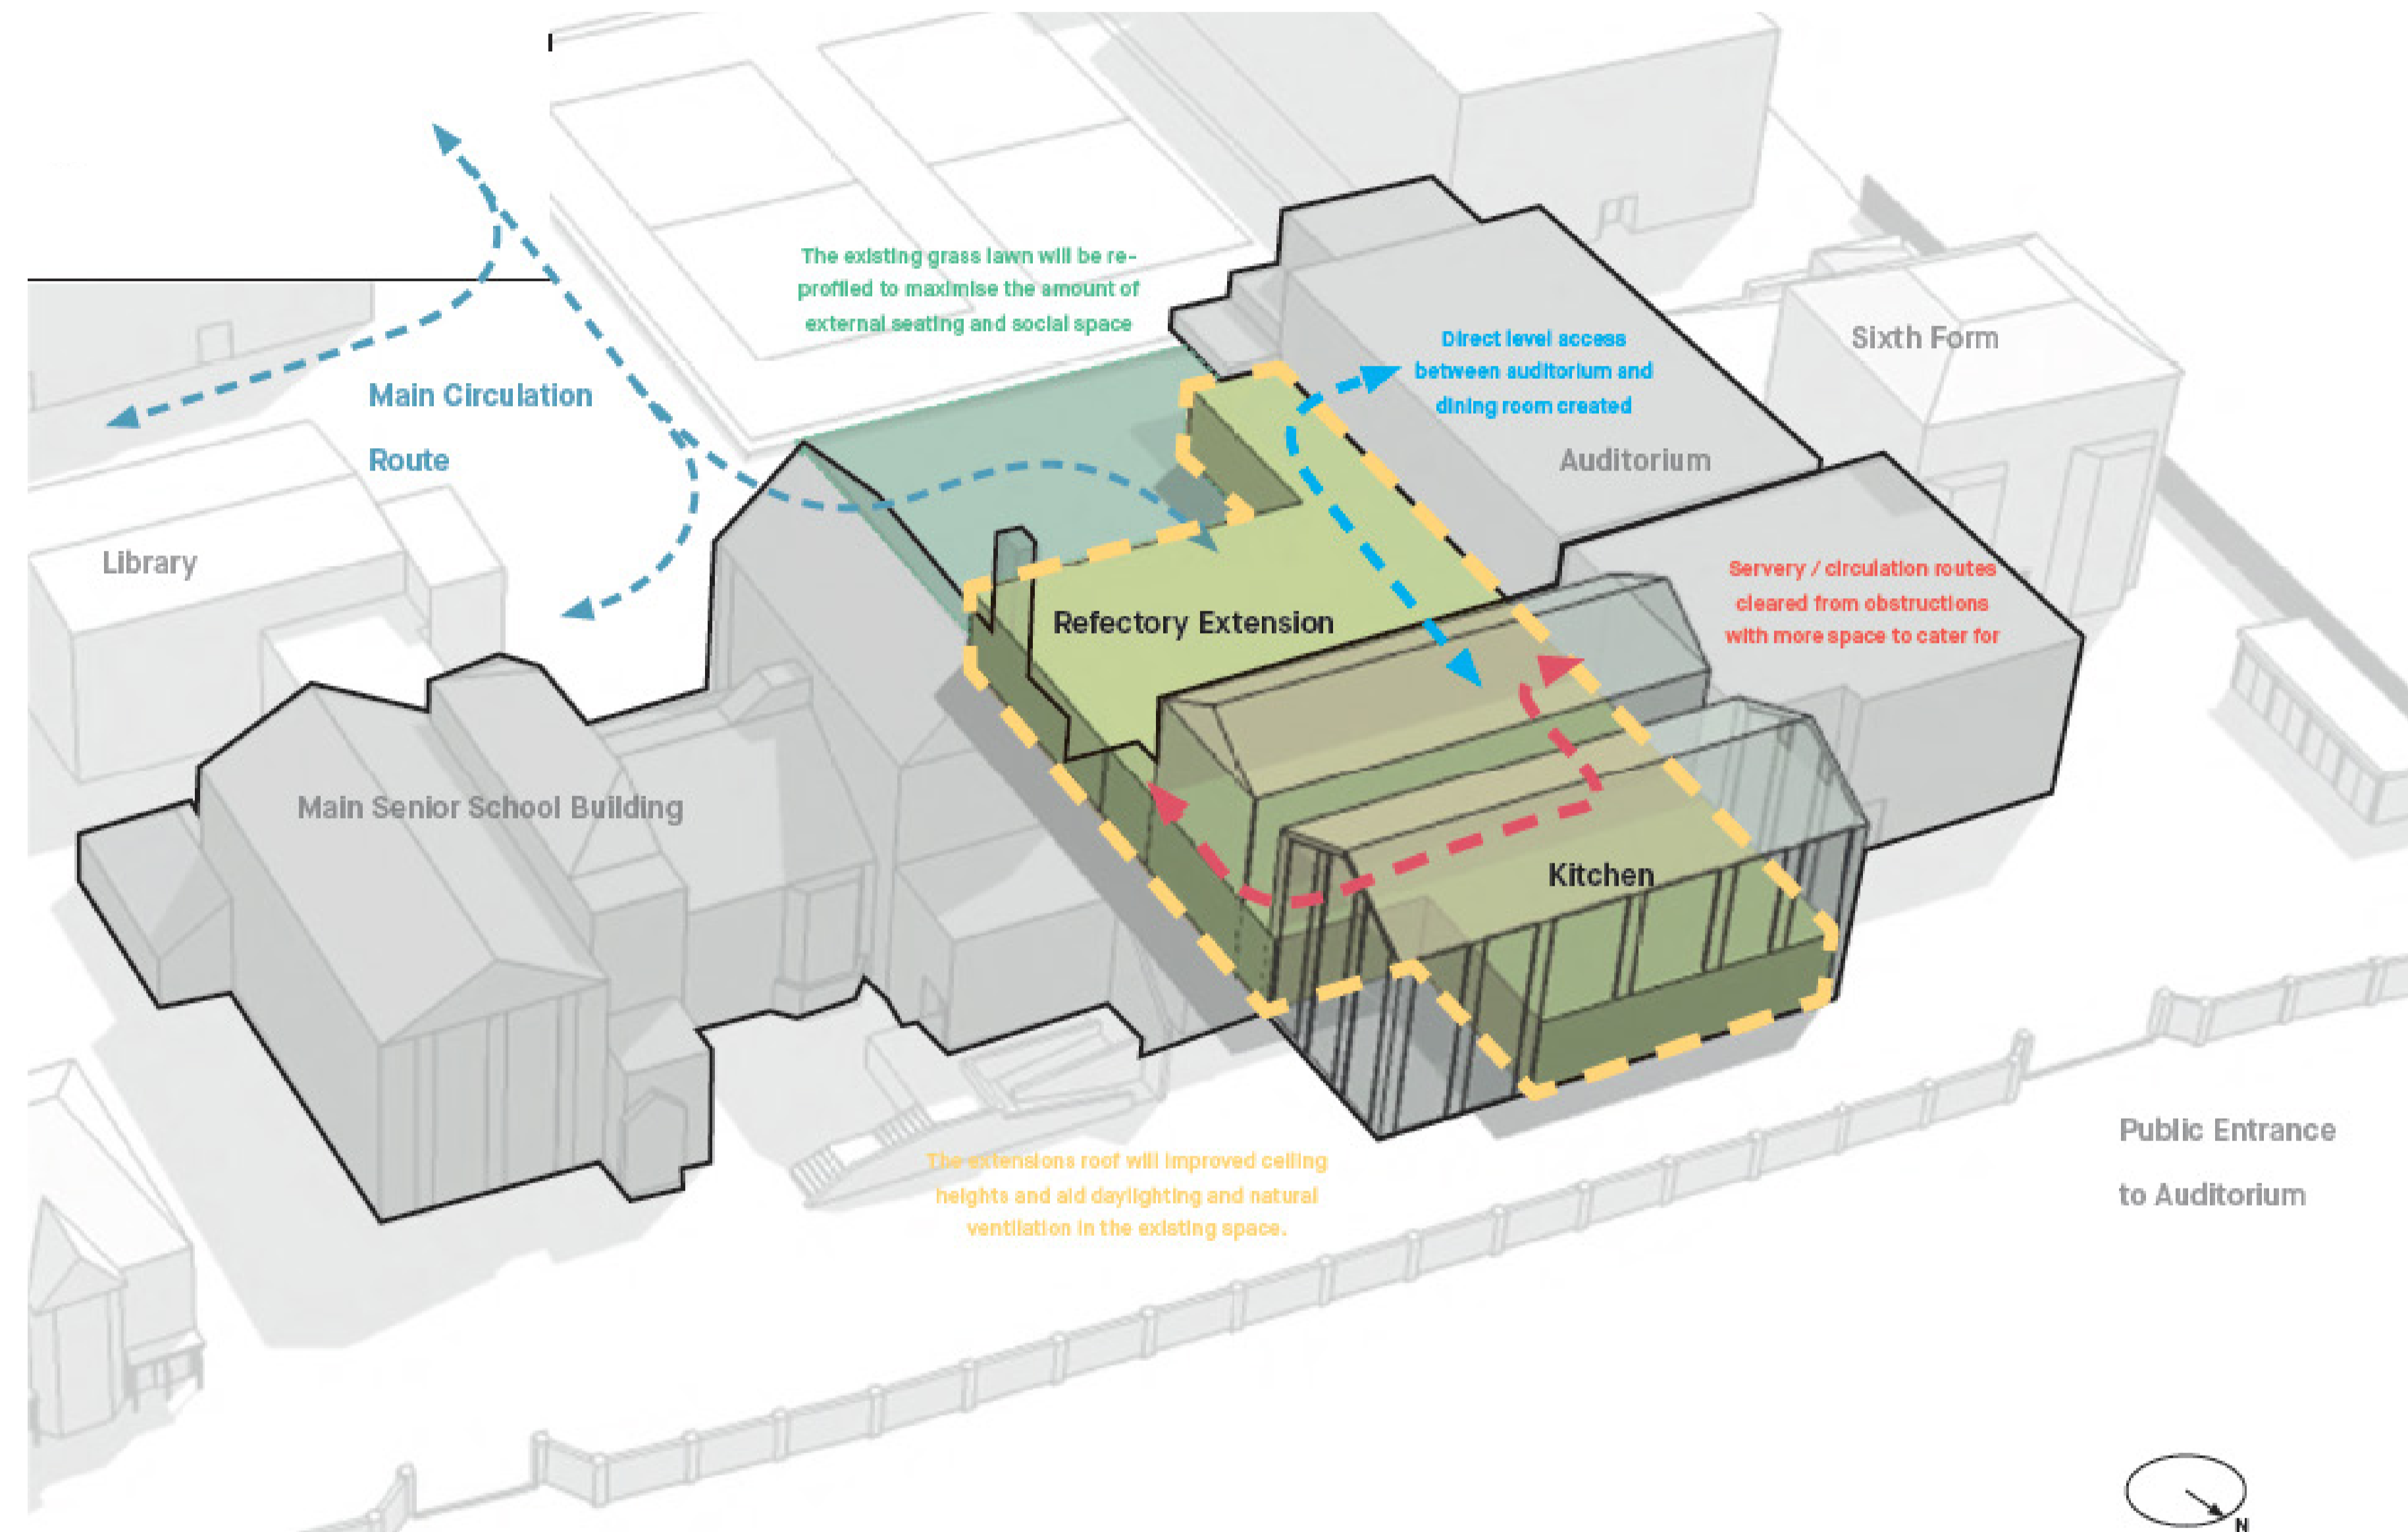 The existing grass lawn will be re-
profiled to maximise the amount of
external seating and social space
Direct level access
between auditorium and
dining room created
Sixth Form
Main Circulation
Route
Auditorium
Library
Servery / circulation routes
cleared from obstructions
with more space to cater for
Refectory Extension
Main Senior School Building
Kitchen
Public Entrance
to Auditorium
The extensions roof will improved ceiling
heights and aid daylighting and natural
ventilation in the existing space.
N